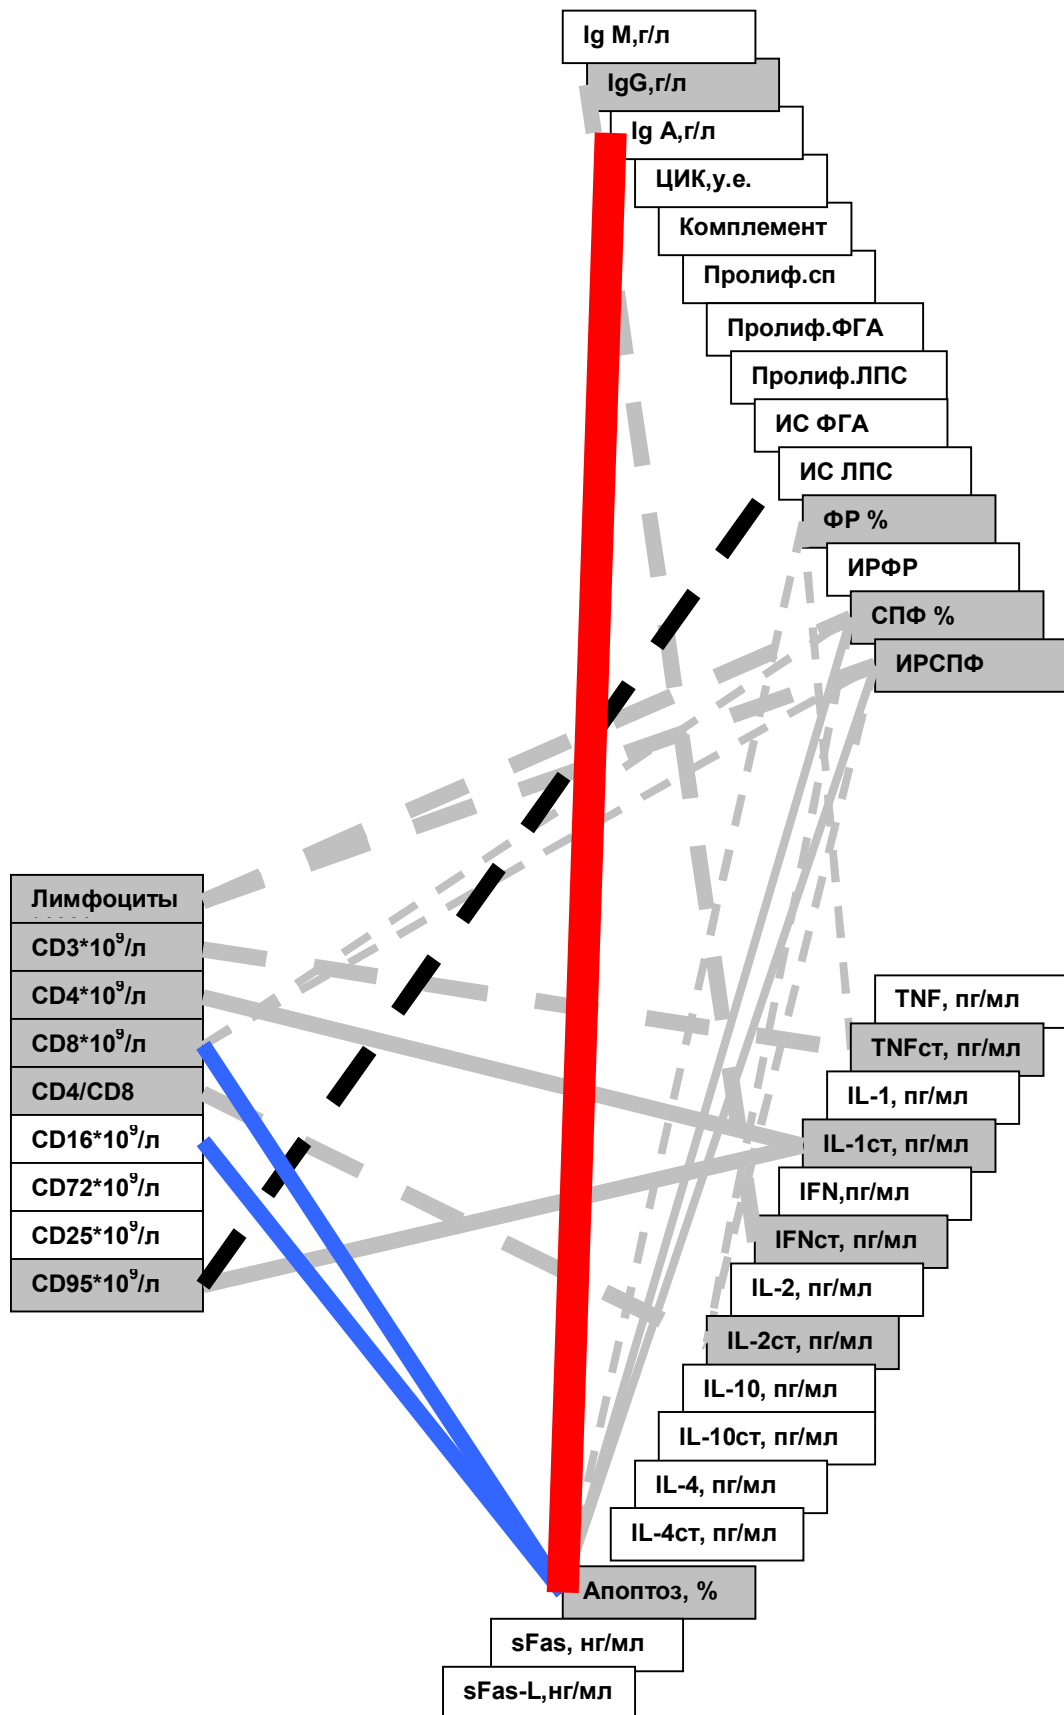 Ig M,г/л
IgG,г/л
Ig A,г/л
ЦИК,у.е.
Комплемент
Пролиф.сп
Пролиф.ФГА
Пролиф.ЛПС
ИС ФГА
ИС ЛПС
ФР %
ИРФР
СПФ %
ИРСПФ
Лимфоциты
CD3*10⁹/л
CD4*10⁹/л
CD8*10⁹/л
CD4/CD8
CD16*10⁹/л
CD72*10⁹/л
CD25*10⁹/л
CD95*10⁹/л
TNF, пг/мл
TNFст, пг/мл
IL-1, пг/мл
IL-1ст, пг/мл
IFN,пг/мл
IFNст, пг/мл
IL-2, пг/мл
IL-2ст, пг/мл
IL-10, пг/мл
IL-10ст, пг/мл
IL-4, пг/мл
IL-4ст, пг/мл
Апоптоз, %
sFas, нг/мл
sFas-L,нг/мл